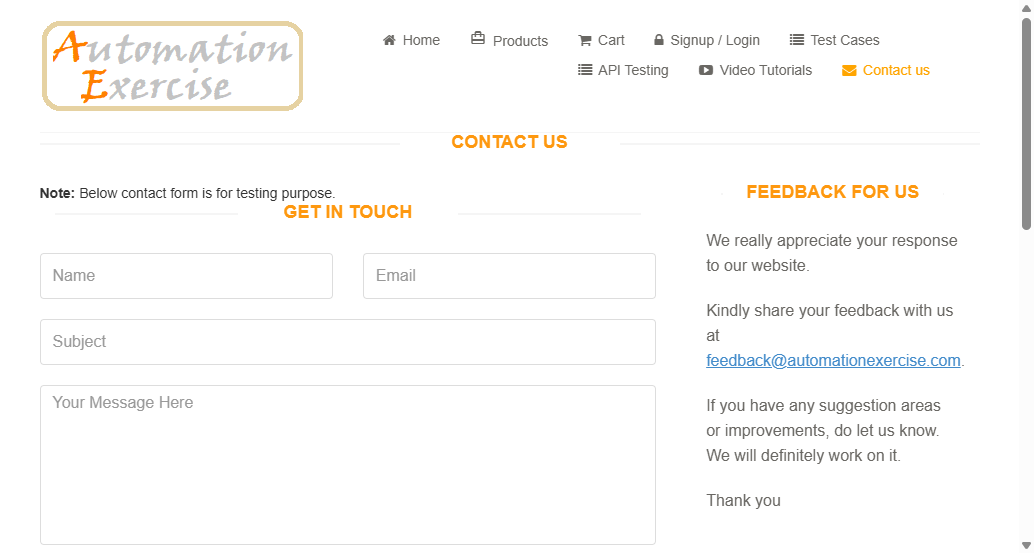 Automation
Exercise
Home
Products
Cart
Signup / Login
Test Cases
API Testing
Video Tutorials
Contact us
CONTACT US
Note: Below contact form is for testing purpose.
GET IN TOUCH
Name
Email
Subject
Your Message Here
FEEDBACK FOR US
We really appreciate your response
to our website.
Kindly share your feedback with us
at
feedback@automationexercise.com.
If you have any suggestion areas
or improvements, do let us know.
We will definitely work on it.
Thank you